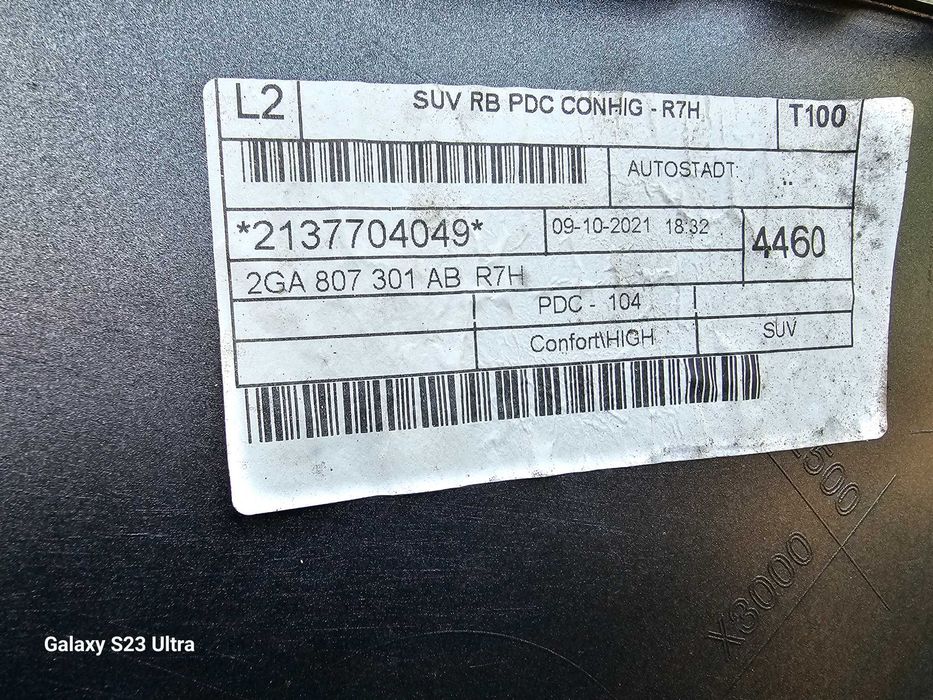 L2
SUV RB PDC CONHIG - R7H
T100
AUTOSTADT: ..
*2137704049*
09-10-2021 18:32
4460
2GA 807 301 AB R7H
PDC - 104
Confort\HIGH
SUV
X3000
Galaxy S23 Ultra